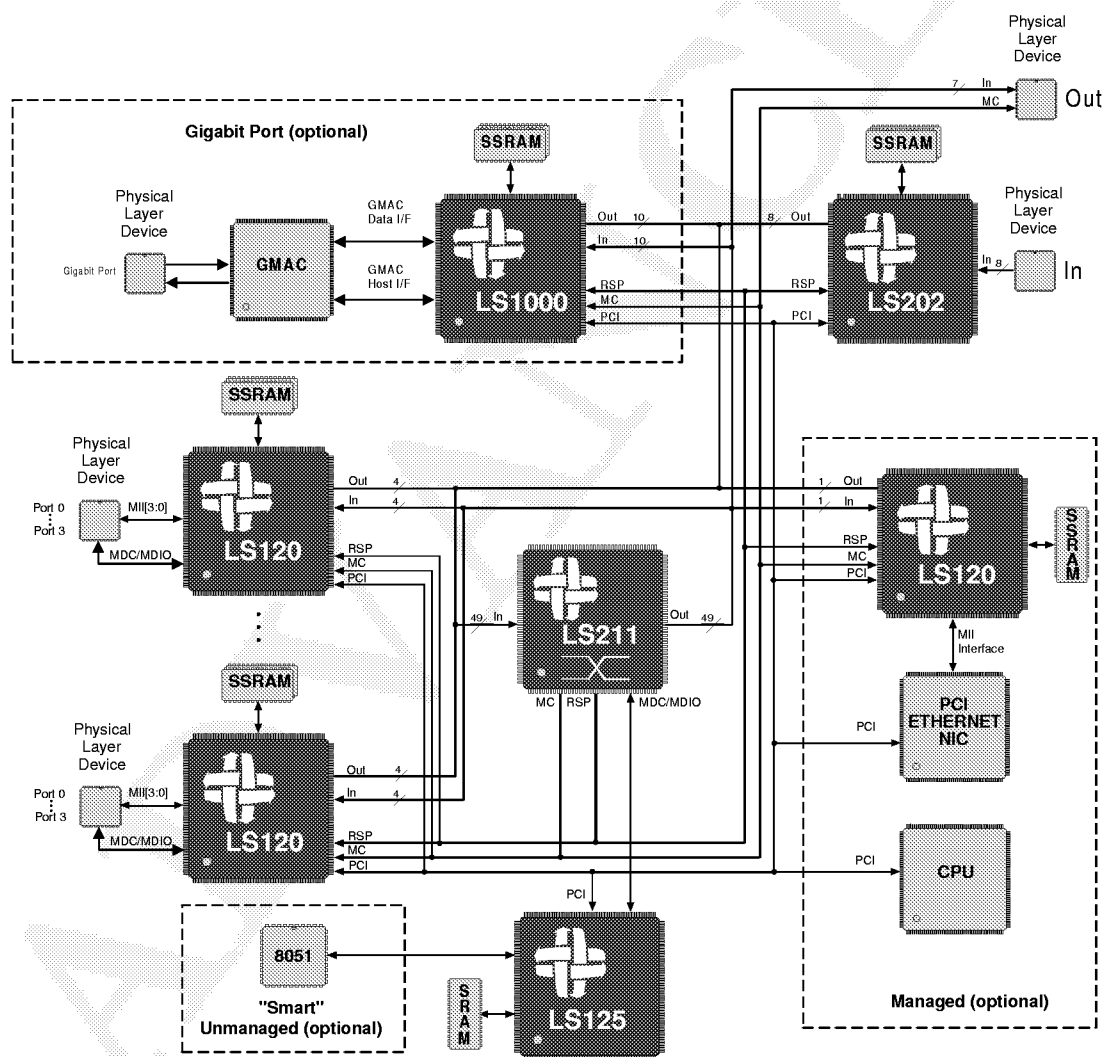 Physical
Layer
Device
7 In
MC
Out
Gigabit Port (optional)
SSRAM
SSRAM
Physical
Layer
Device
Gigabit Port
GMAC
GMAC
Data I/F
GMAC
Host I/F
LS1000
Out 10
In 10
RSP
MC
PCI
8 Out
RSP
PCI
LS202
Physical
Layer
Device
In 8
In
SSRAM
Physical
Layer
Device
Port 0
Port 3
MII[3:0]
MDC/MDIO
LS120
Out 4
In 4
RSP
MC
PCI
1 Out
1 In
RSP
MC
PCI
LS120
SSRAM
49 In
LS211
Out 49
MC RSP MDC/MDIO
MII
Interface
PCI
PCI
ETHERNET
NIC
SSRAM
Physical
Layer
Device
Port 0
Port 3
MII[3:0]
MDC/MDIO
LS120
Out 4
In 4
RSP
MC
PCI
PCI
CPU
PCI
8051
"Smart"
Unmanaged (optional)
SRAM
LS125
Managed (optional)